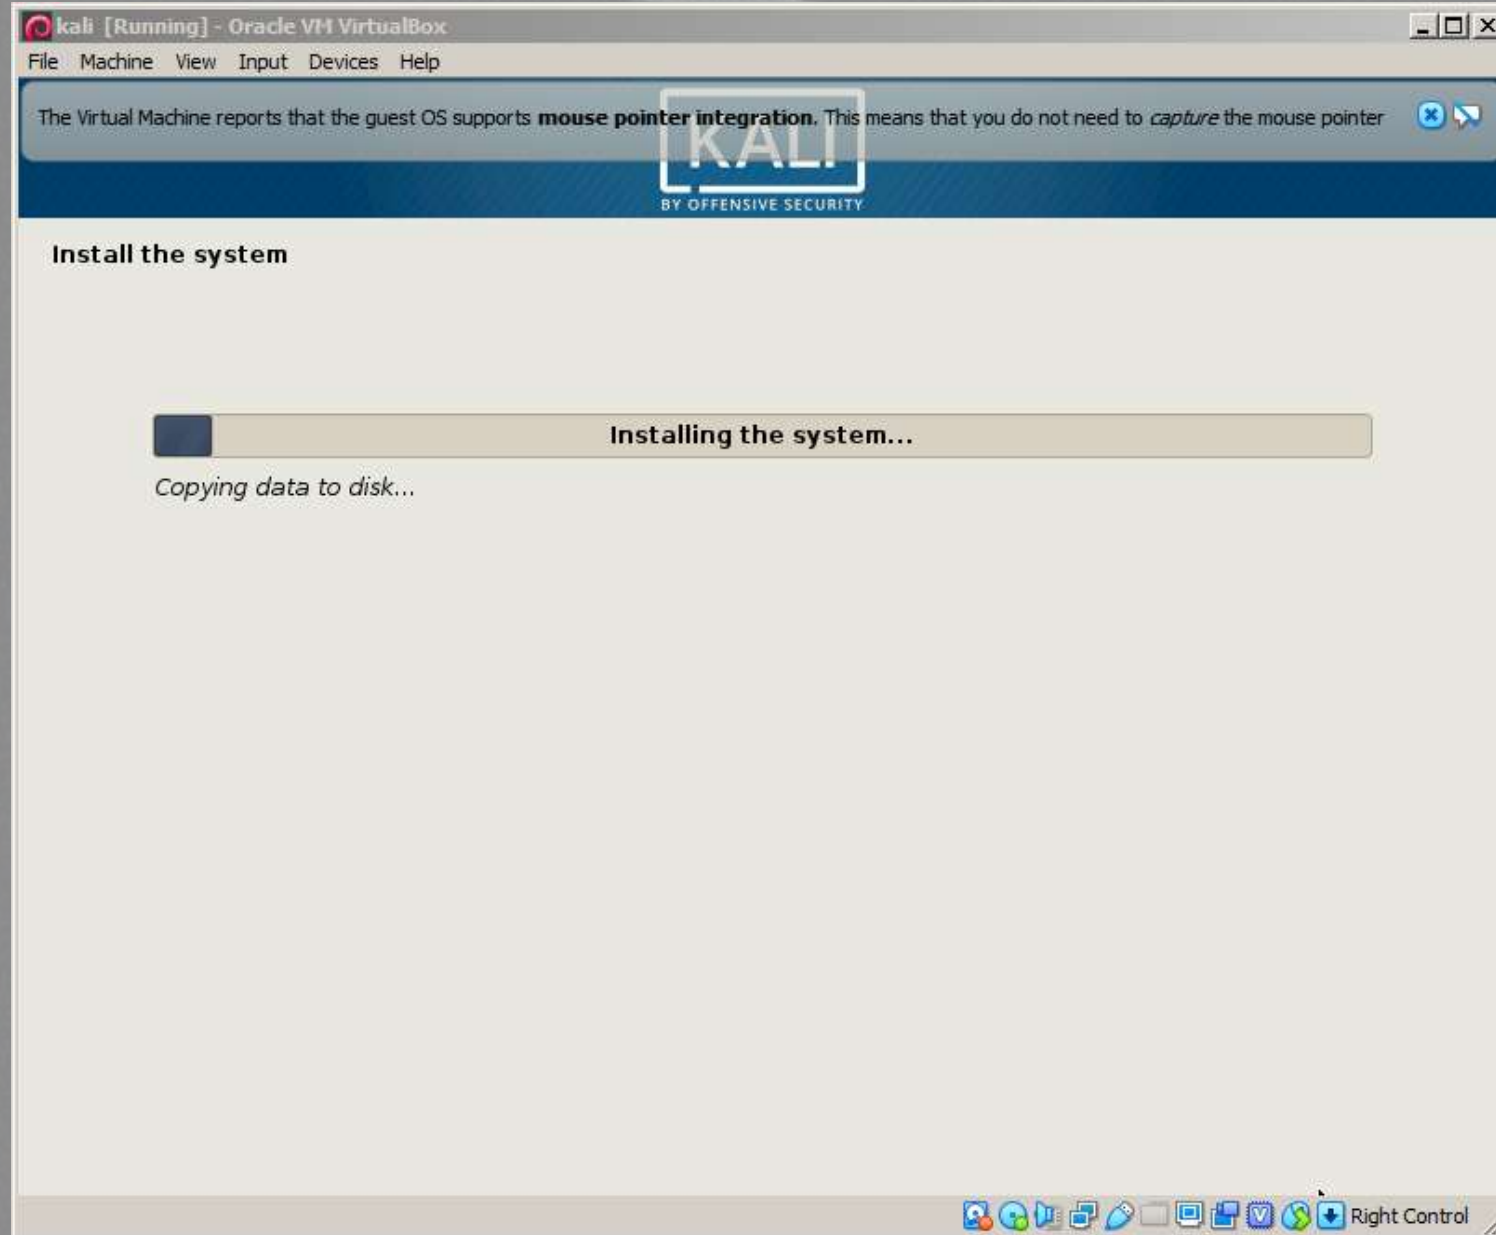 kali [Running] - Oracle VM VirtualBox
File Machine View Input Devices Help
The Virtual Machine reports that the guest OS supports mouse pointer integration. This means that you do not need to capture the mouse pointer
KALI
BY OFFENSIVE SECURITY
Install the system
Installing the system...
Copying data to disk...
Right Control